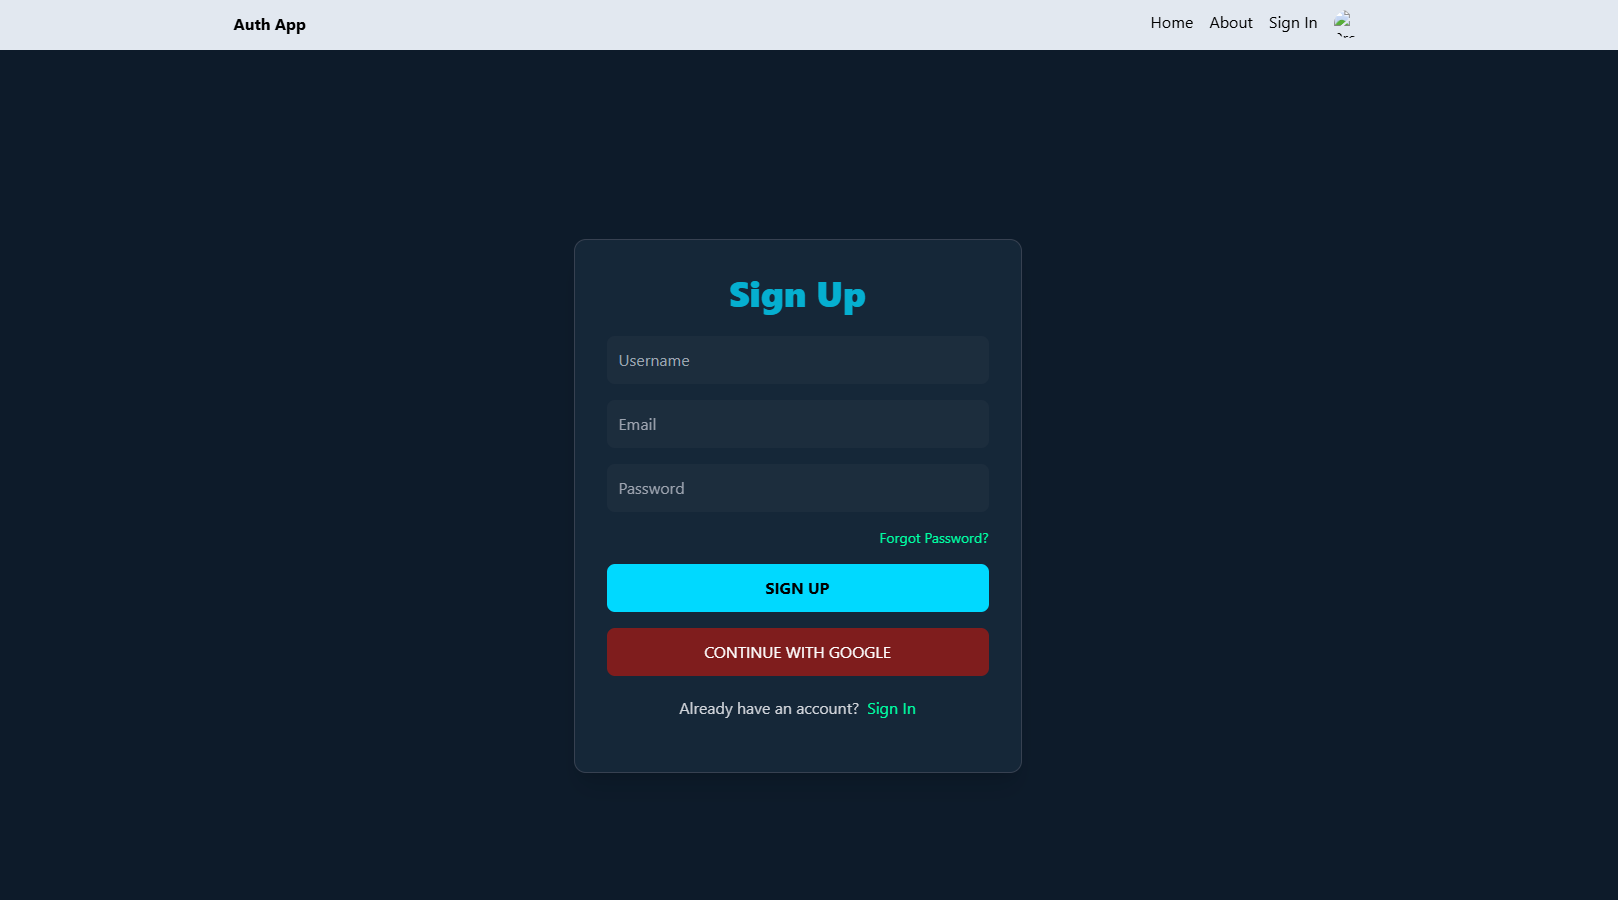 Auth App
Home About Sign In
Sign Up
Username
Email
Password
Forgot Password?
SIGN UP
CONTINUE WITH GOOGLE
Already have an account? Sign In